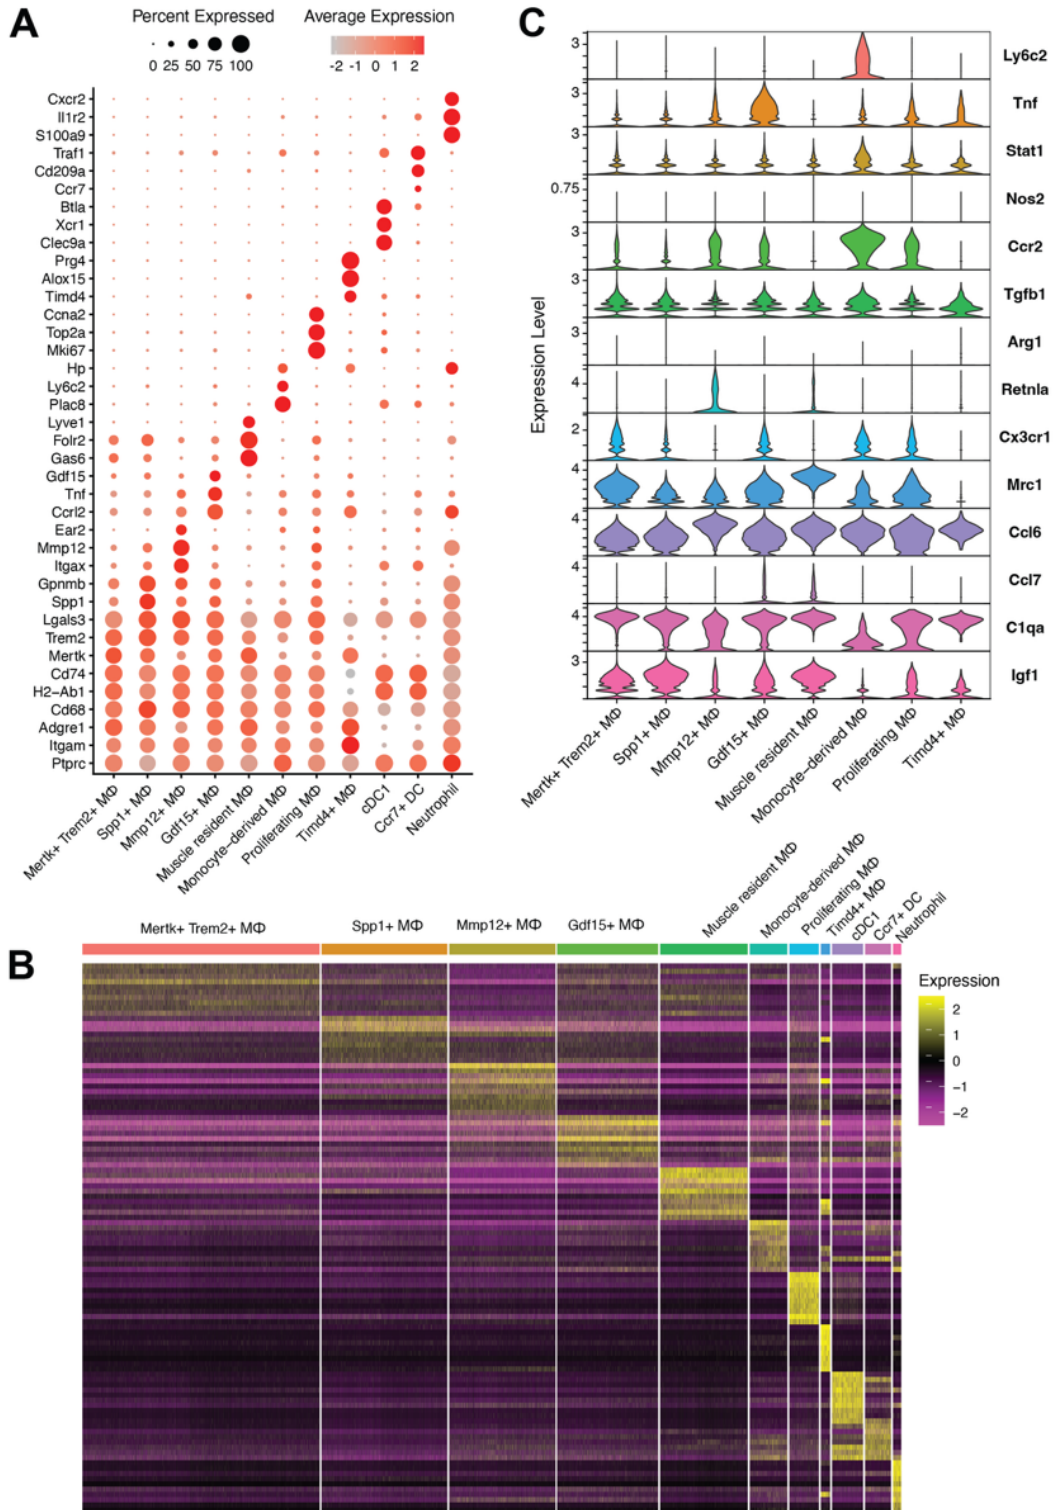 A
Percent Expressed
0 25 50 75 100
Average Expression
-2 -1 0 1 2
Cxcr2
Il1r2
S100a9
Traf1
Cd209a
Ccr7
Btla
Xcr1
Clec9a
Prg4
Alox15
Timd4
Ccna2
Top2a
Mki67
Hp
Ly6c2
Plac8
Lyve1
Folr2
Gas6
Gdf15
Tnf
Ccrl2
Ear2
Mmp12
Itgax
Gpnmb
Spp1
Lgals3
Trem2
Mertk
Cd74
H2-Ab1
Cd68
Adgre1
Itgam
Ptprc
Mertk+ Trem2+ MΦ
Spp1+ MΦ
Mmp12+ MΦ
Gdf15+ MΦ
Muscle resident MΦ
Monocyte-derived MΦ
Proliferating MΦ
Timd4+ MΦ
cDC1
Ccr7+ DC
Neutrophil
C
Expression Level
3
Ly6c2
3
Tnf
3
Stat1
0.75
Nos2
3
Ccr2
3
Tgfb1
3
Arg1
4
Retnla
2
Cx3cr1
4
Mrc1
4
Ccl6
4
Ccl7
4
C1qa
3
Igf1
Mertk+ Trem2+ MΦ
Spp1+ MΦ
Mmp12+ MΦ
Gdf15+ MΦ
Muscle resident MΦ
Monocyte-derived MΦ
Proliferating MΦ
Timd4+ MΦ
B
Mertk+ Trem2+ MΦ
Spp1+ MΦ
Mmp12+ MΦ
Gdf15+ MΦ
Muscle resident MΦ
Monocyte-derived MΦ
Proliferating MΦ
Timd4+ MΦ
cDC1
Ccr7+ DC
Neutrophil
Expression
2
1
0
-1
-2